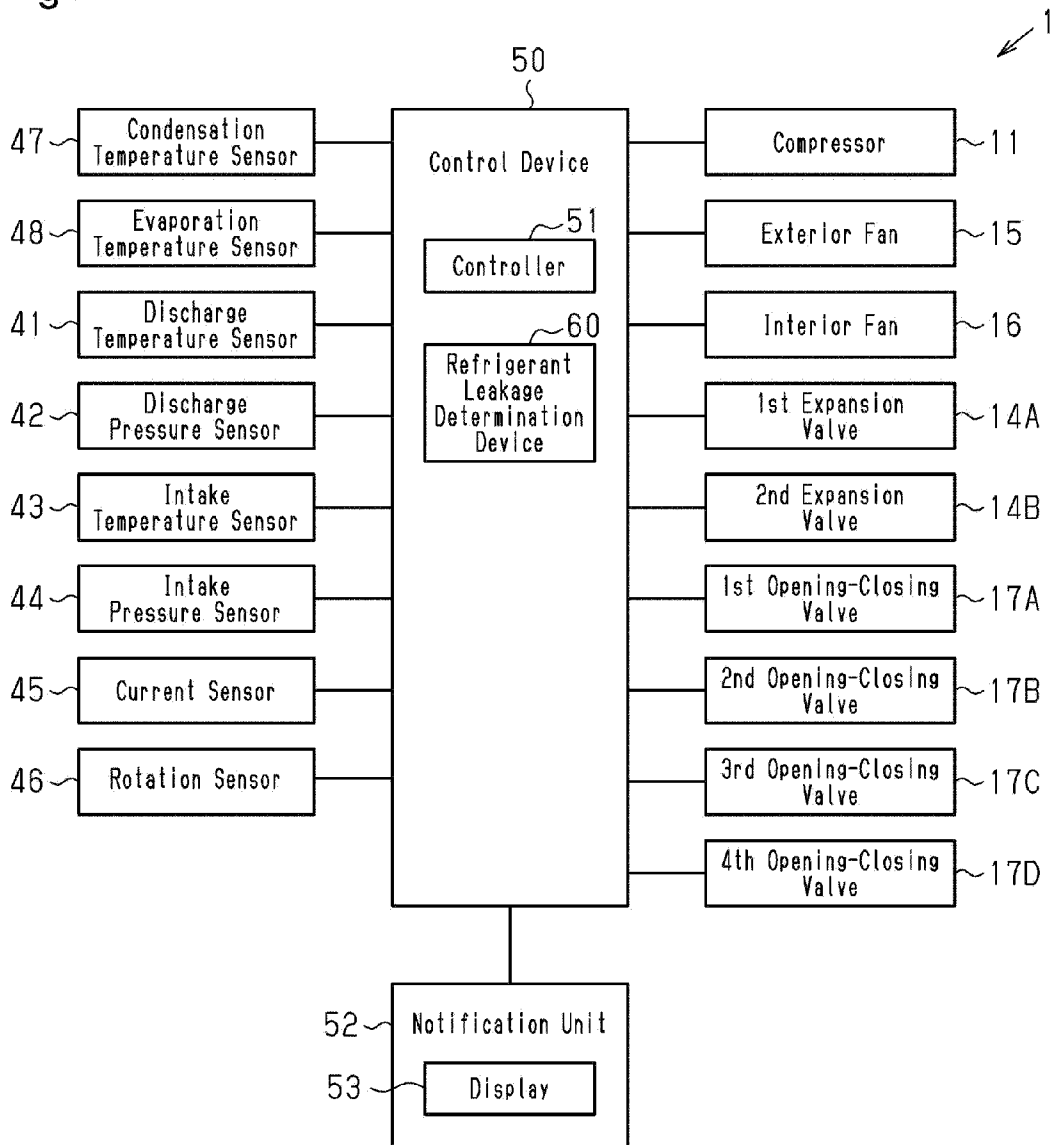 1
50
47
Condensation
Temperature Sensor
48
Evaporation
Temperature Sensor
41
Discharge
Temperature Sensor
42
Discharge
Pressure Sensor
43
Intake
Temperature Sensor
44
Intake
Pressure Sensor
45
Current Sensor
46
Rotation Sensor
Control Device
51
Controller
60
Refrigerant
Leakage
Determination
Device
Compressor
11
Exterior Fan
15
Interior Fan
16
1st Expansion
Valve
14A
2nd Expansion
Valve
14B
1st Opening-Closing
Valve
17A
2nd Opening-Closing
Valve
17B
3rd Opening-Closing
Valve
17C
4th Opening-Closing
Valve
17D
52
Notification Unit
53
Display